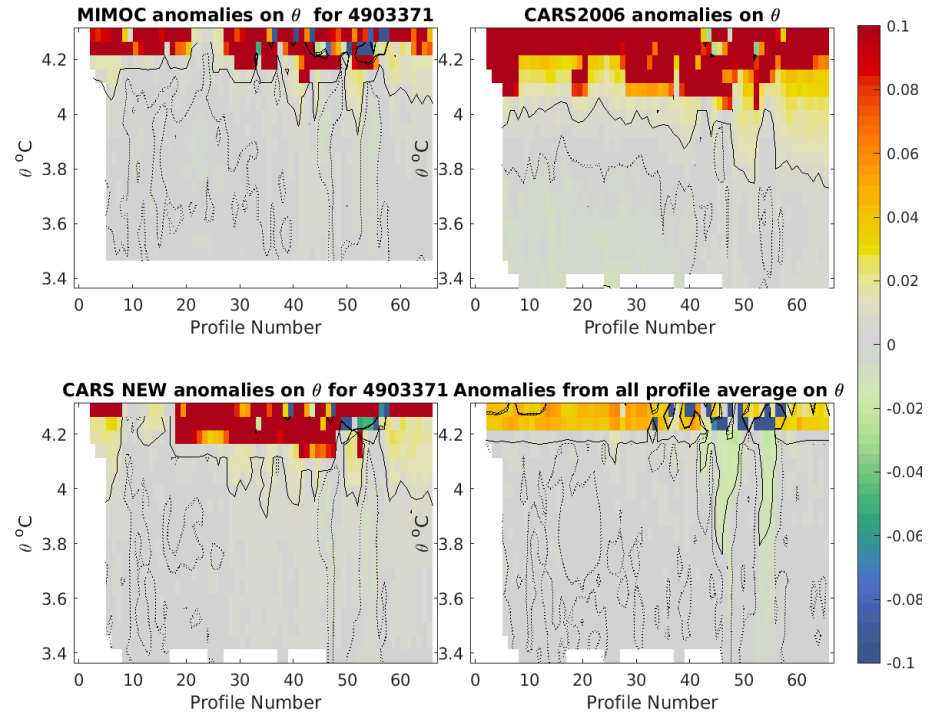 MIMOC anomalies on θ for 4903371
CARS2006 anomalies on θ
4.2
4
3.8
3.6
3.4
θ °C
0 10 20 30 40 50 60
Profile Number
4.2
4
3.8
3.6
3.4
θ °C
0 10 20 30 40 50 60
Profile Number
0.1
0.08
0.06
0.04
0.02
0
-0.02
-0.04
-0.06
-0.08
-0.1
CARS NEW anomalies on θ for 4903371
Anomalies from all profile average on θ
4.2
4
3.8
3.6
3.4
θ °C
0 10 20 30 40 50 60
Profile Number
4.2
4
3.8
3.6
3.4
θ °C
0 10 20 30 40 50 60
Profile Number